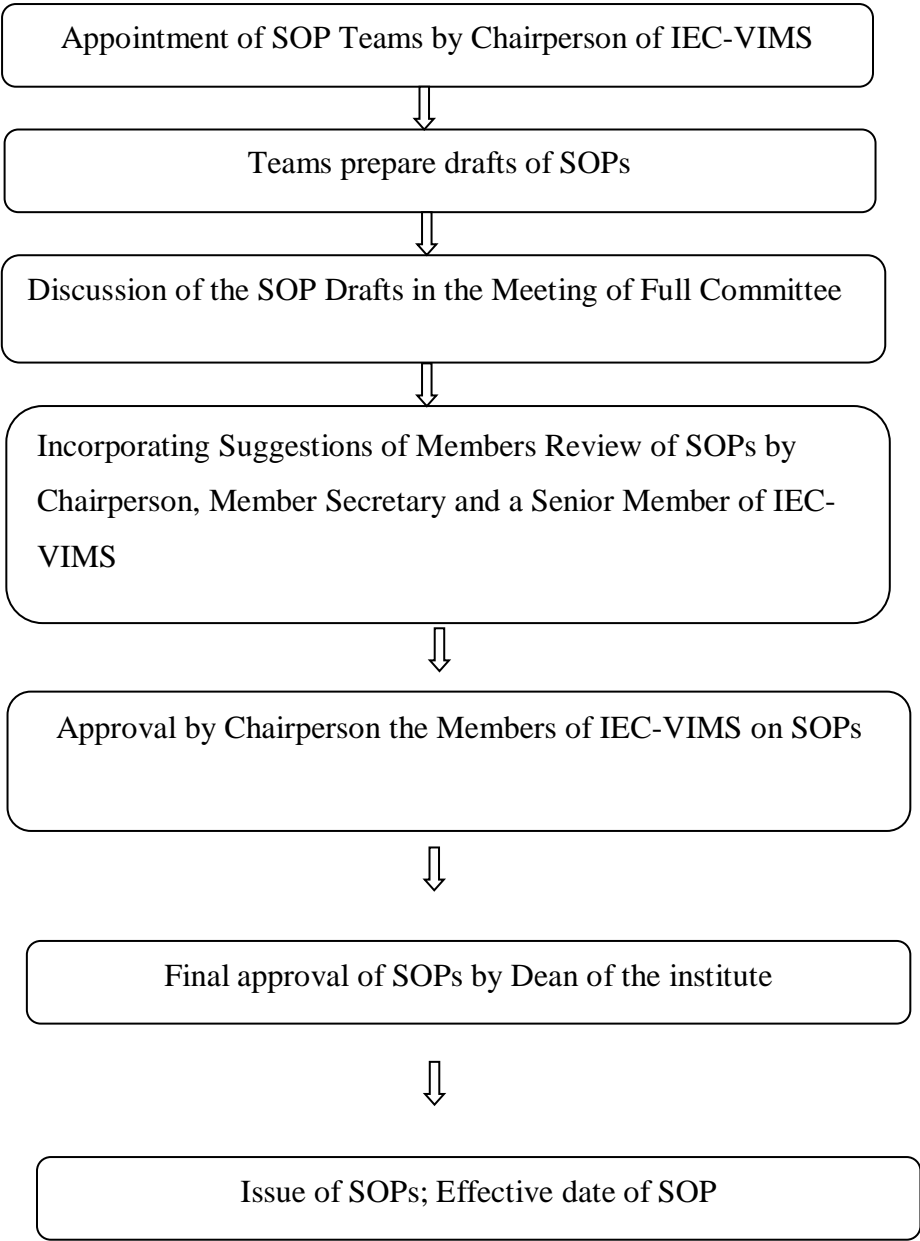 Appointment of SOP Teams by Chairperson of IEC-VIMS
Teams prepare drafts of SOPs
Discussion of the SOP Drafts in the Meeting of Full Committee
Incorporating Suggestions of Members Review of SOPs by
Chairperson, Member Secretary and a Senior Member of IEC-
VIMS
Approval by Chairperson the Members of IEC-VIMS on SOPs
Final approval of SOPs by Dean of the institute
Issue of SOPs; Effective date of SOP